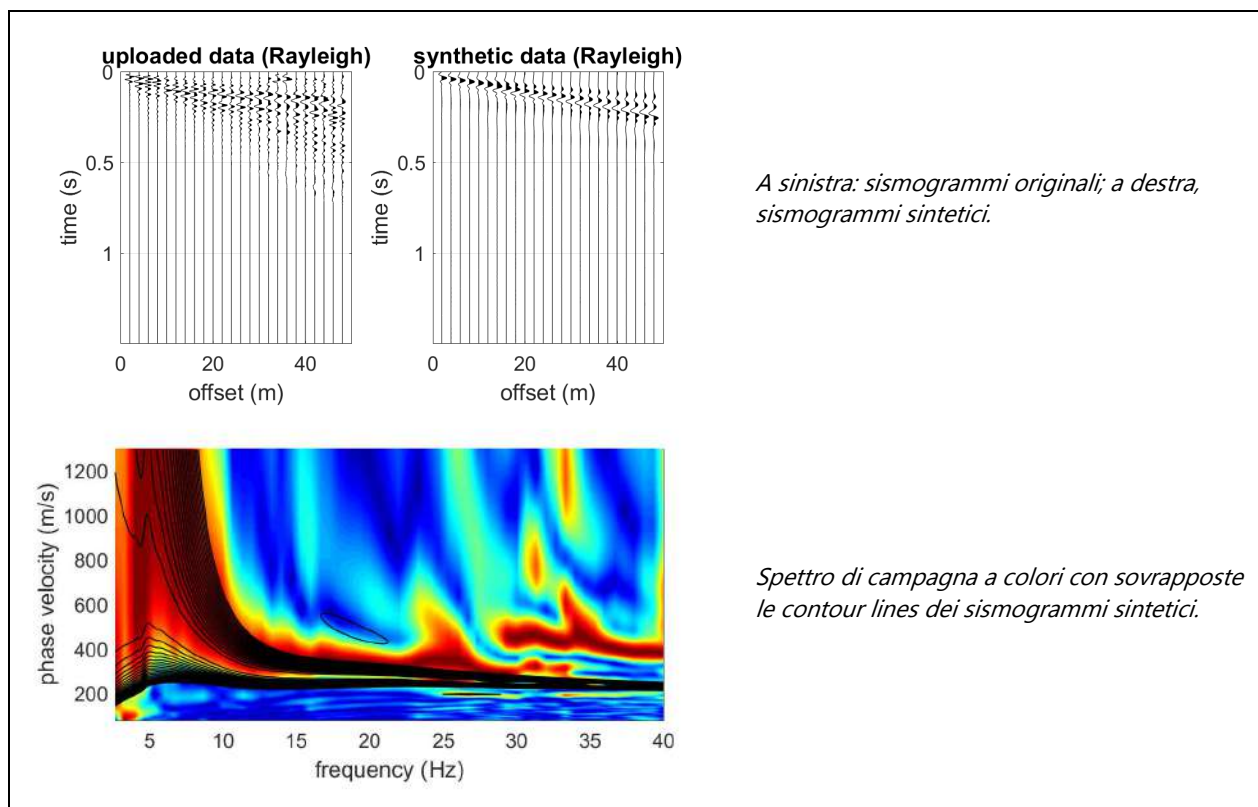 uploaded data (Rayleigh)
synthetic data (Rayleigh)
0
0.5
1
time (s)
0
20
40
offset (m)
0
0.5
1
time (s)
0
20
40
offset (m)
A sinistra: sismogrammi originali; a destra,
sismogrammi sintetici.
1200
1000
800
600
400
200
phase velocity (m/s)
5
10
15
20
25
30
35
40
frequency (Hz)
Spettro di campagna a colori con sovrapposte
le contour lines dei sismogrammi sintetici.